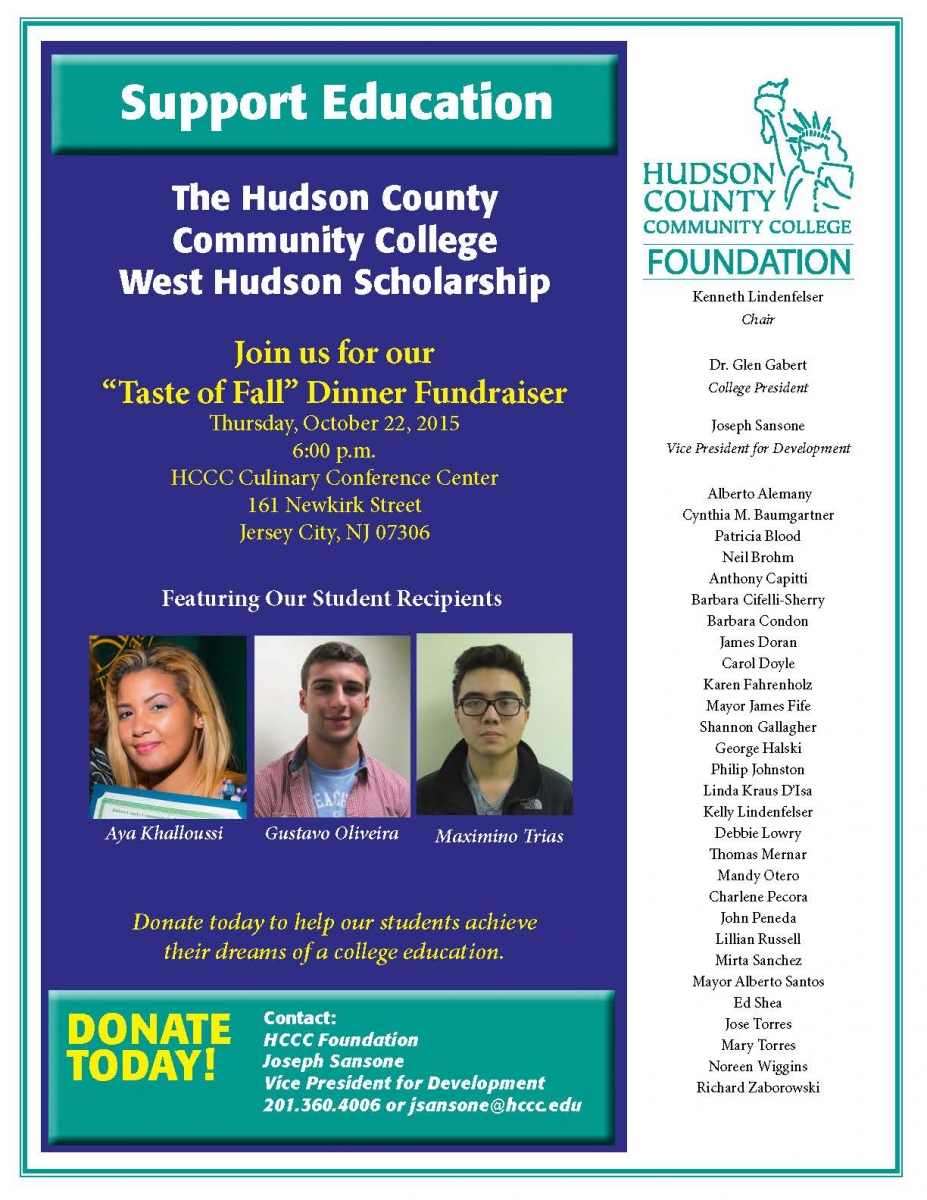 Support Education
The Hudson County
Community College
West Hudson Scholarship
Join us for our
“Taste of Fall” Dinner Fundraiser
Thursday, October 22, 2015
6:00 p.m.
HCCC Culinary Conference Center
161 Newkirk Street
Jersey City, NJ 07306
Featuring Our Student Recipients
Aya Khalloussi
Gustavo Oliveira
Maximino Trias
Donate today to help our students achieve
their dreams of a college education.
DONATE
TODAY!
Contact:
HCCC Foundation
Joseph Sansone
Vice President for Development
201.360.4006 or jsansone@hccc.edu
HUDSON
COUNTY
COMMUNITY COLLEGE
FOUNDATION
Kenneth Lindenfelser
Chair
Dr. Glen Gabert
College President
Joseph Sansone
Vice President for Development
Alberto Alemany
Cynthia M. Baumgartner
Patricia Blood
Neil Brohm
Anthony Capitti
Barbara Cifelli-Sherry
Barbara Condon
James Doran
Carol Doyle
Karen Fahrenholz
Mayor James Fife
Shannon Gallagher
George Halski
Philip Johnston
Linda Kraus D'Isa
Kelly Lindenfelser
Debbie Lowry
Thomas Mernar
Mandy Otero
Charlene Pecora
John Peneda
Lillian Russell
Mirta Sanchez
Mayor Alberto Santos
Ed Shea
Jose Torres
Mary Torres
Noreen Wiggins
Richard Zaborowski